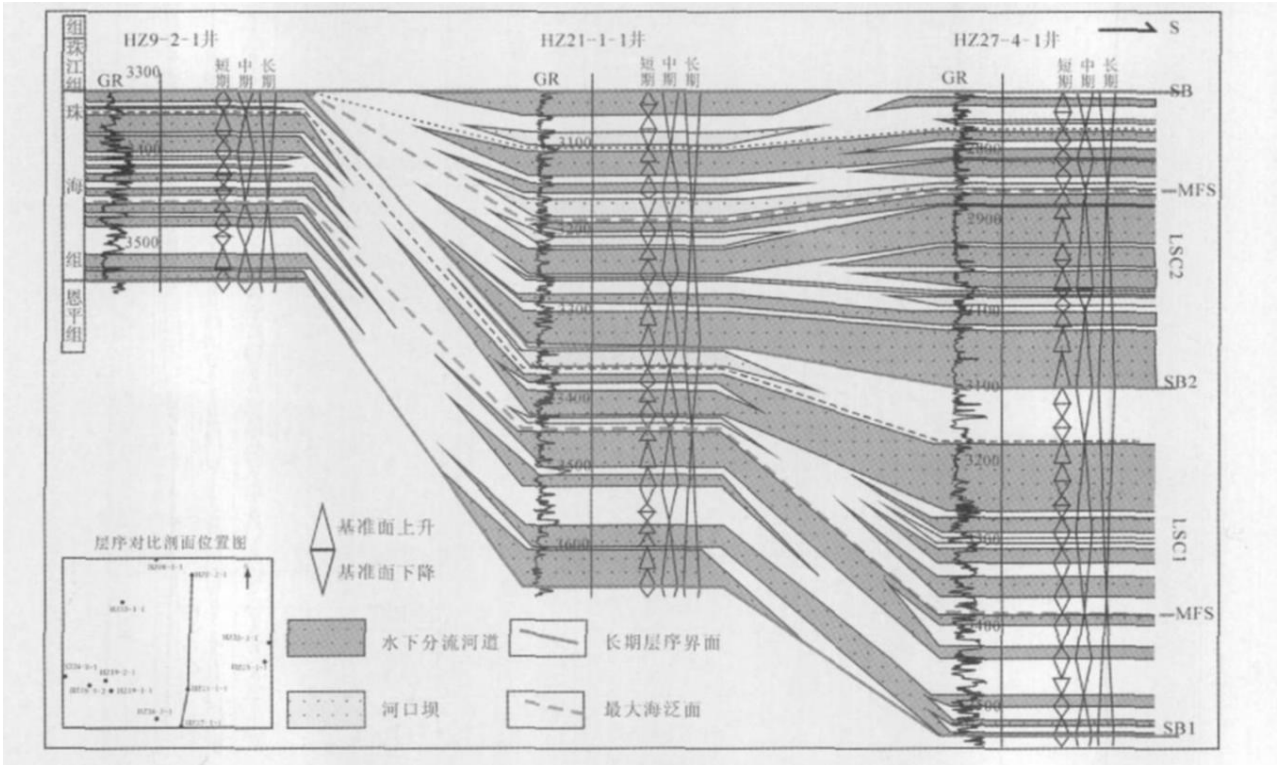 组
珠
江
组
珠
海
组
恩
平
组
HZ9-2-1井
GR
3300
短期
中期
长期
3400
3500
HZ21-1-1井
GR
短期
中期
长期
3100
3200
3300
3400
3500
3600
HZ27-4-1井
GR
短期
中期
长期
2900
3100
3200
3300
S
SB
MFS
LSC2
SB2
LSC1
MFS
SB1
基准面上升
基准面下降
层序对比剖面位置图
水下分流河道
长期层序界面
河口坝
最大海泛面